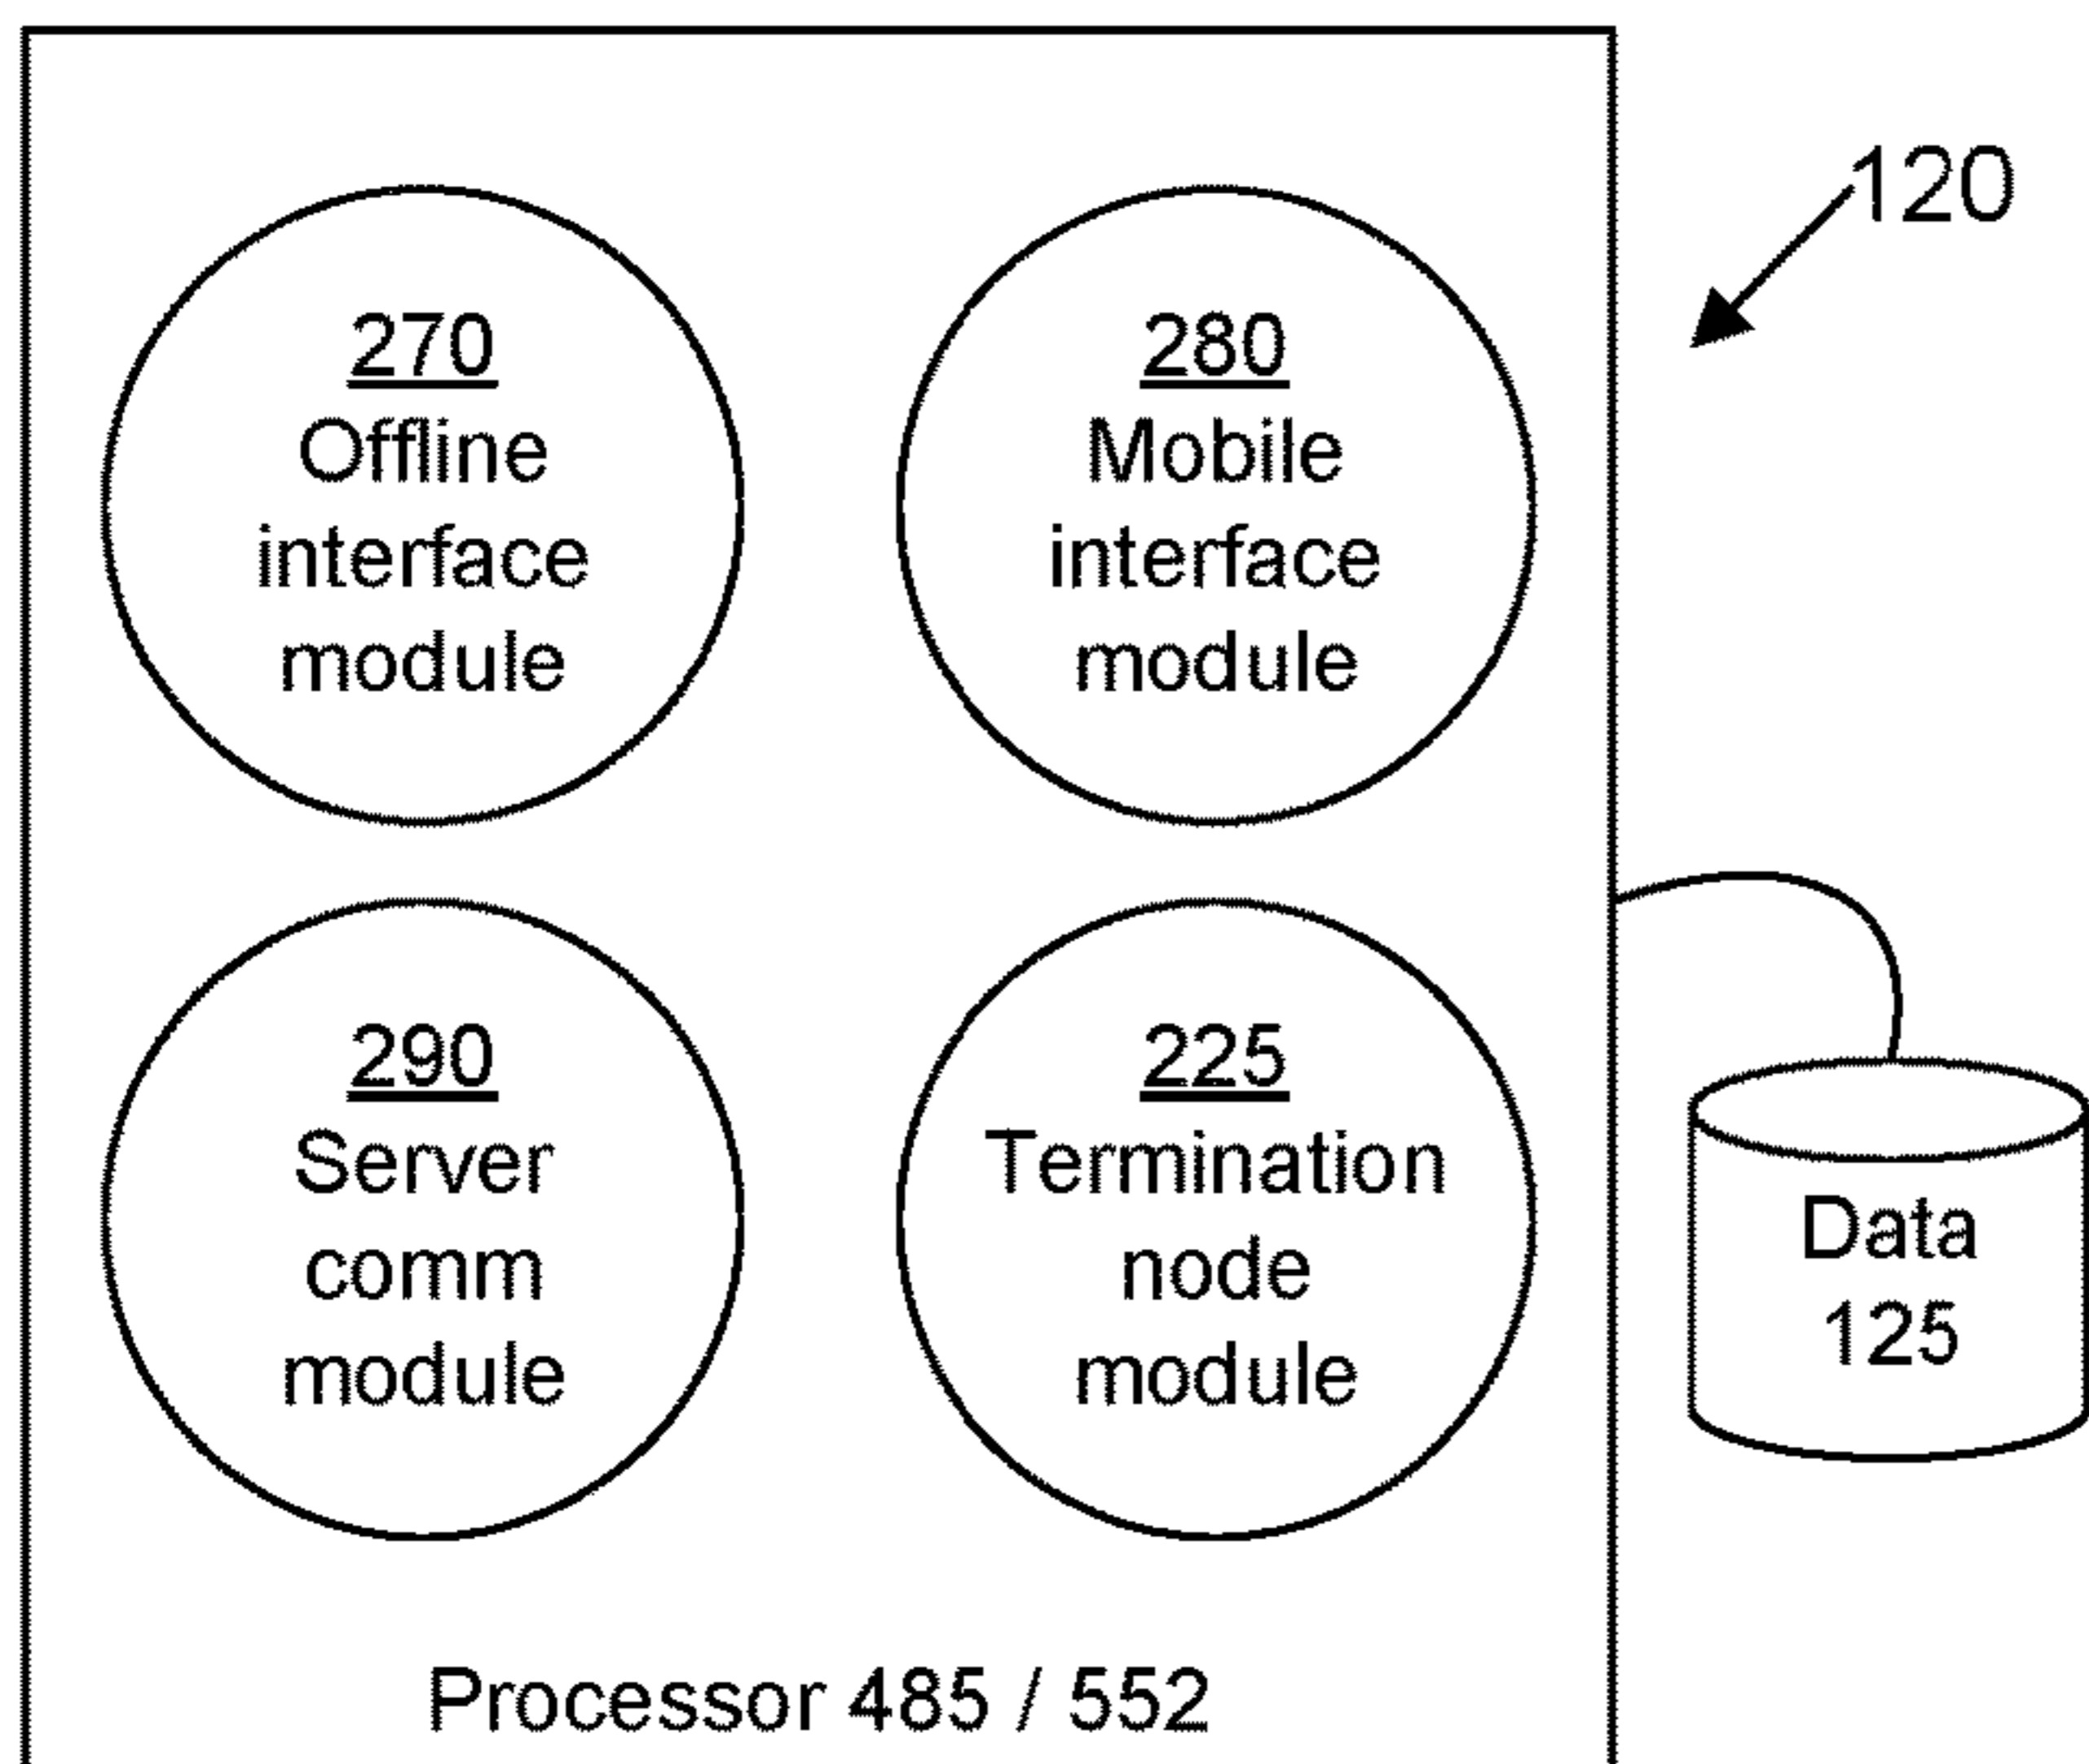 120
270
Offline
interface
module
280
Mobile
interface
module
290
Server
comm
module
225
Termination
node
module
Data
125
Processor 485 / 552